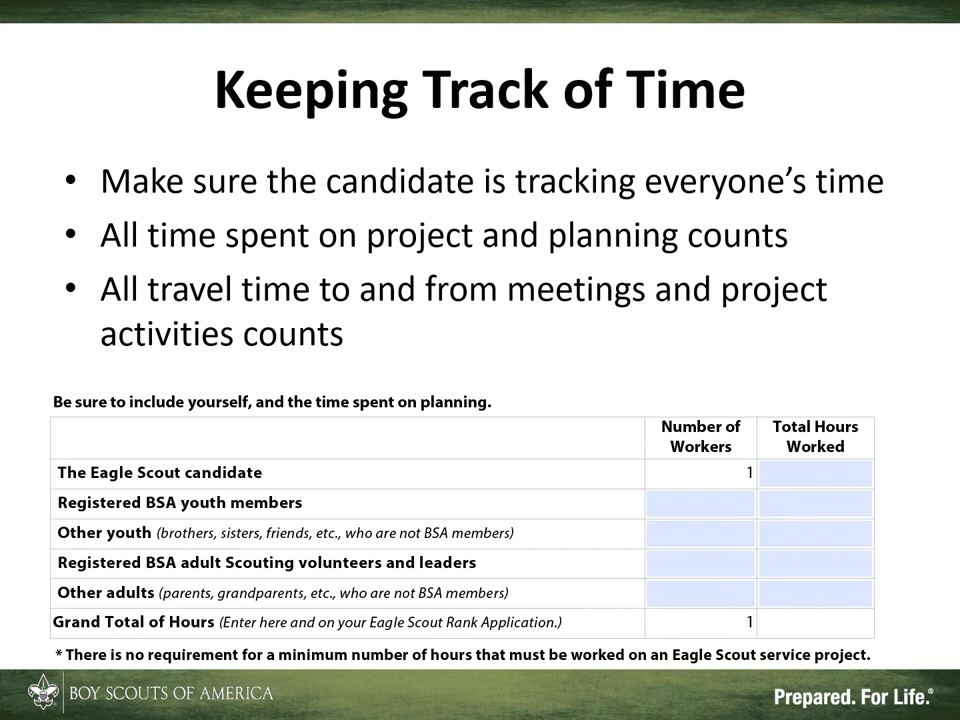 Keeping Track of Time
• Make sure the candidate is tracking everyone's time
• All time spent on project and planning counts
• All travel time to and from meetings and project
activities counts
Be sure to include yourself, and the time spent on planning.
Number of Workers Total Hours Worked
The Eagle Scout candidate 1
Registered BSA youth members
Other youth (brothers, sisters, friends, etc., who are not BSA members)
Registered BSA adult Scouting volunteers and leaders
Other adults (parents, grandparents, etc., who are not BSA members)
Grand Total of Hours (Enter here and on your Eagle Scout Rank Application.) 1
* There is no requirement for a minimum number of hours that must be worked on an Eagle Scout service project.
BOY SCOUTS OF AMERICA Prepared. For Life.®